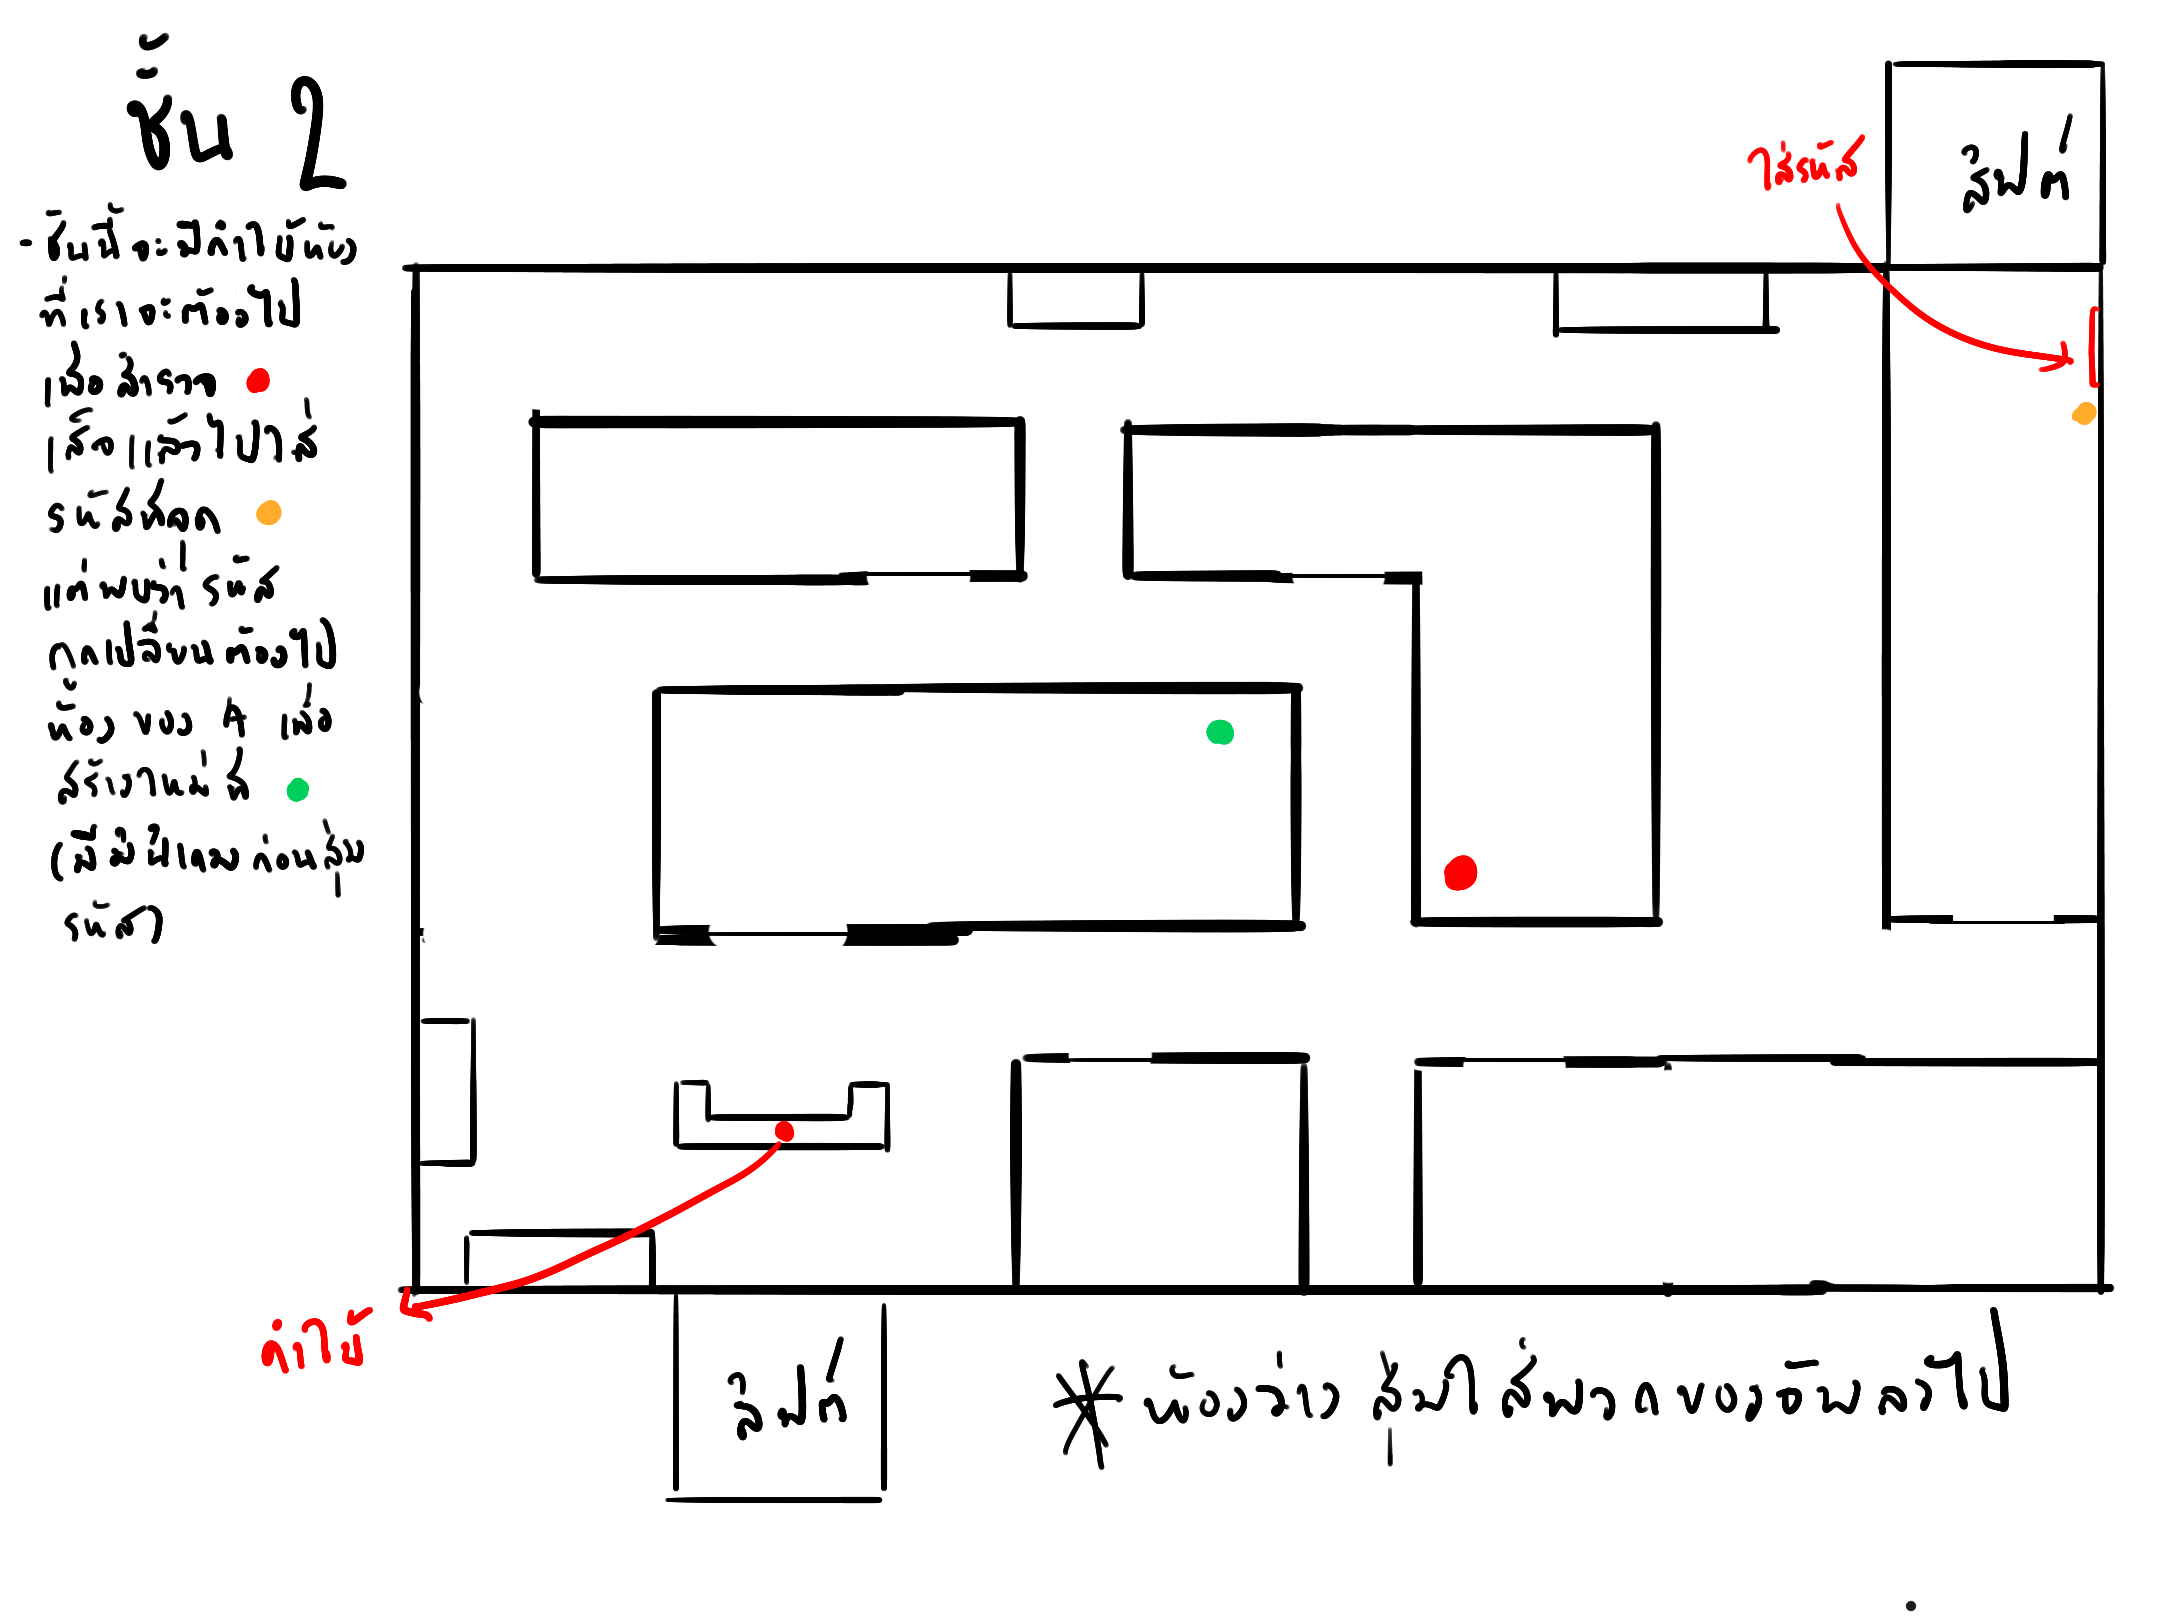 ชั้น 2
- ชั้นนี้จะมีคำใบ้ห้อง
ที่เราจะต้องไป
เพื่อสำรวจ
เสร็จแล้วไปใส่
รหัสที่จุด
แต่พบว่า รหัส
ถูกเปลี่ยนต้องไป
ห้อง ของ A เพื่อ
สร้างใหม่ ที่
(มีมินิเกมก่อนสุ่ม
รหัส)
ใส่รหัส
ลิฟต์
คำใบ้
ลิฟต์
* ห้องว่าง สุ่มใส่พวกของอัพลงไป